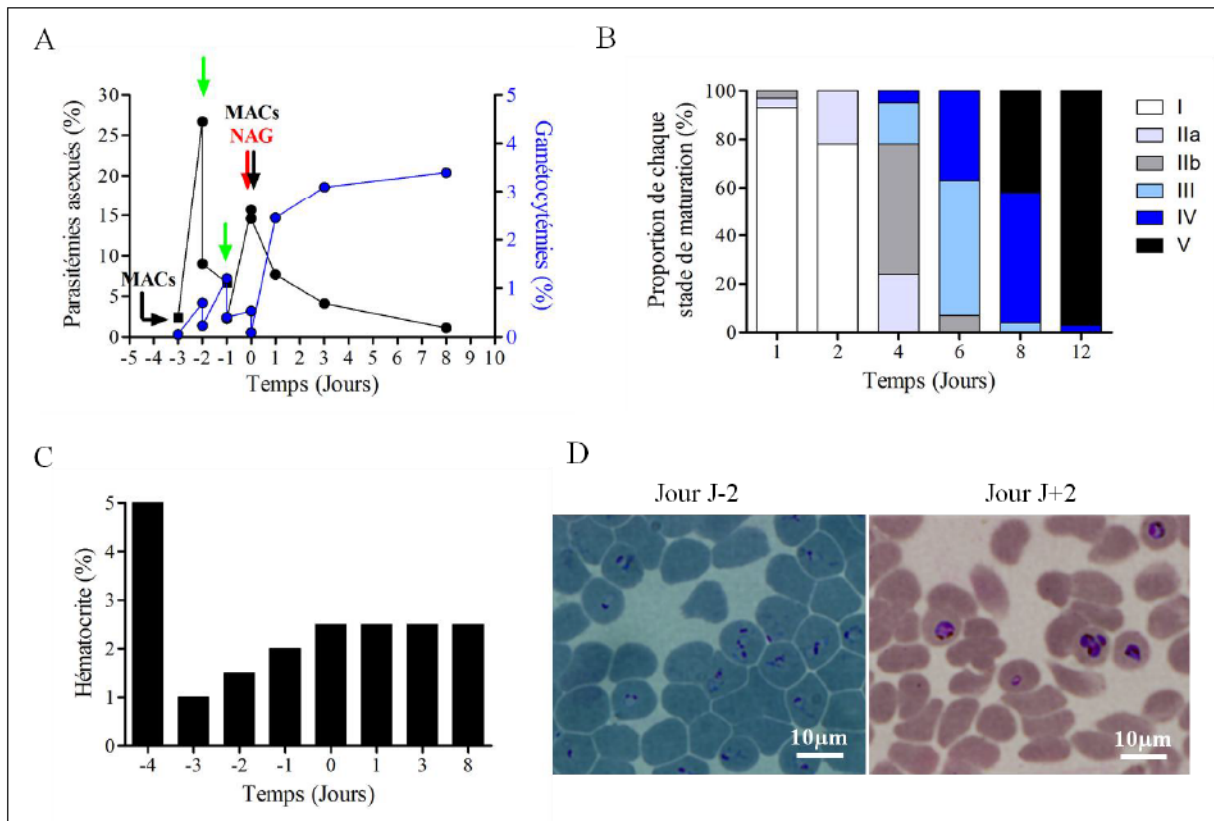 A
Parasitémies asexués (%)
30
25
20
15
10
5
0
MACs
MACs
NAG
5
4
3
2
1
0
Gamétocytémies (%)
-5 -4 -3 -2 -1 0 1 2 3 4 5 6 7 8 9 10
Temps (Jours)
B
Proportion de chaque
stade de maturation (%)
100
80
60
40
20
0
1 2 4 6 8 12
Temps (Jours)
I
IIa
IIb
III
IV
V
C
Hématocrite (%)
5
4
3
2
1
0
-4 -3 -2 -1 0 1 3 8
Temps (Jours)
D
Jour J-2
Jour J+2
10µm
10µm